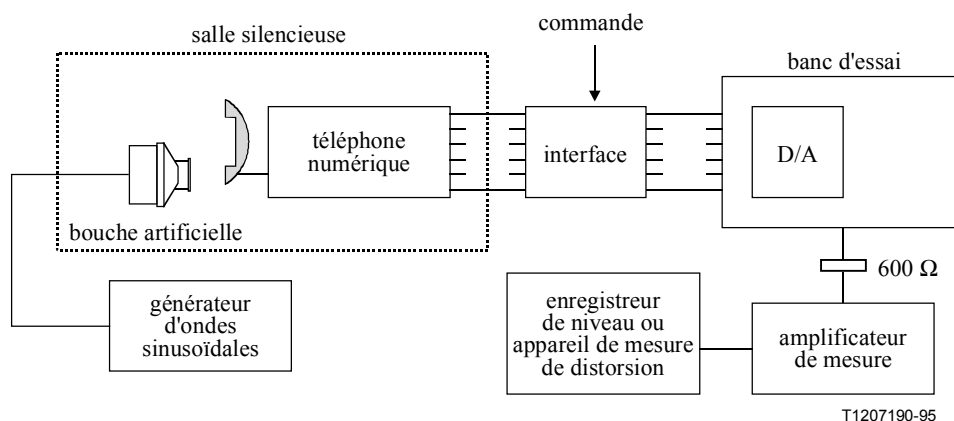 commande
salle silencieuse
banc d'essai
téléphone
numérique
interface
D/A
bouche artificielle
600 Ω
générateur
d'ondes
sinusoïdales
enregistreur
de niveau ou
appareil de mesure
de distorsion
amplificateur
de mesure
T1207190-95